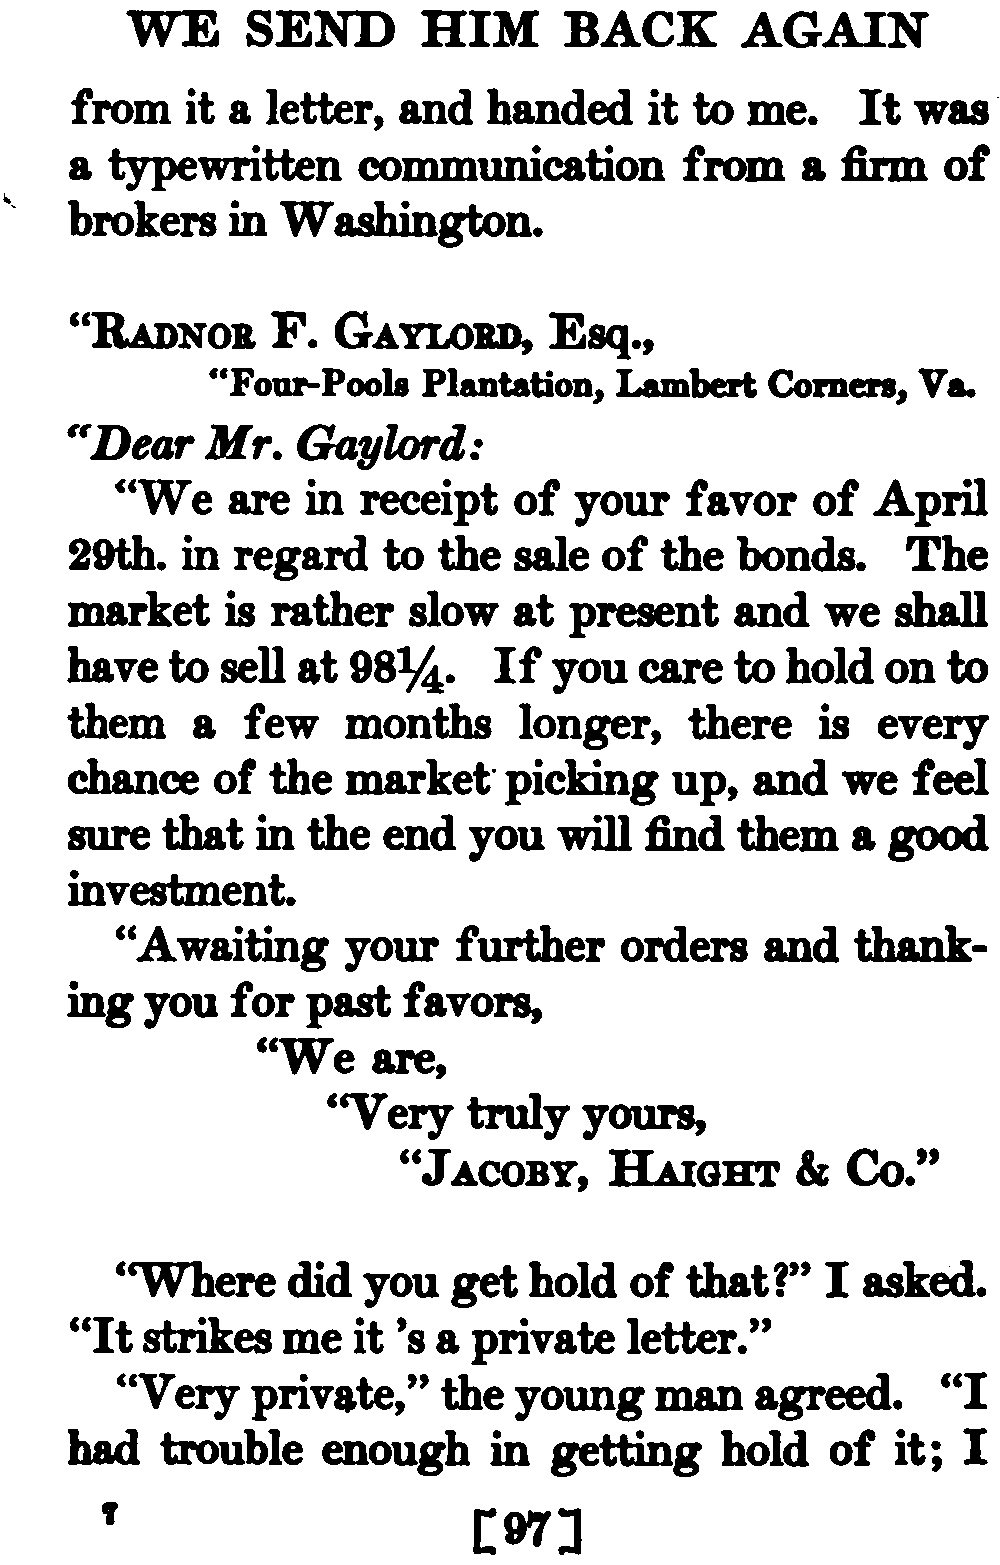 WE SEND HIM BACK AGAIN
from it a letter, and handed it to me. It was
a typewritten communication from a firm of
brokers in Washington.
“RADNOR F. GAYLORD, Esq.,
“Four-Pools Plantation, Lambert Corners, Va.
“Dear Mr. Gaylord:
“We are in receipt of your favor of April
29th. in regard to the sale of the bonds. The
market is rather slow at present and we shall
have to sell at 98¼. If you care to hold on to
them a few months longer, there is every
chance of the market picking up, and we feel
sure that in the end you will find them a good
investment.
“Awaiting your further orders and thank-
ing you for past favors,
“We are,
“Very truly yours,
“JACOBY, HAIGHT & Co.”
“Where did you get hold of that?” I asked.
“It strikes me it ’s a private letter.”
“Very private,” the young man agreed. “I
had trouble enough in getting hold of it; I
7
[97]